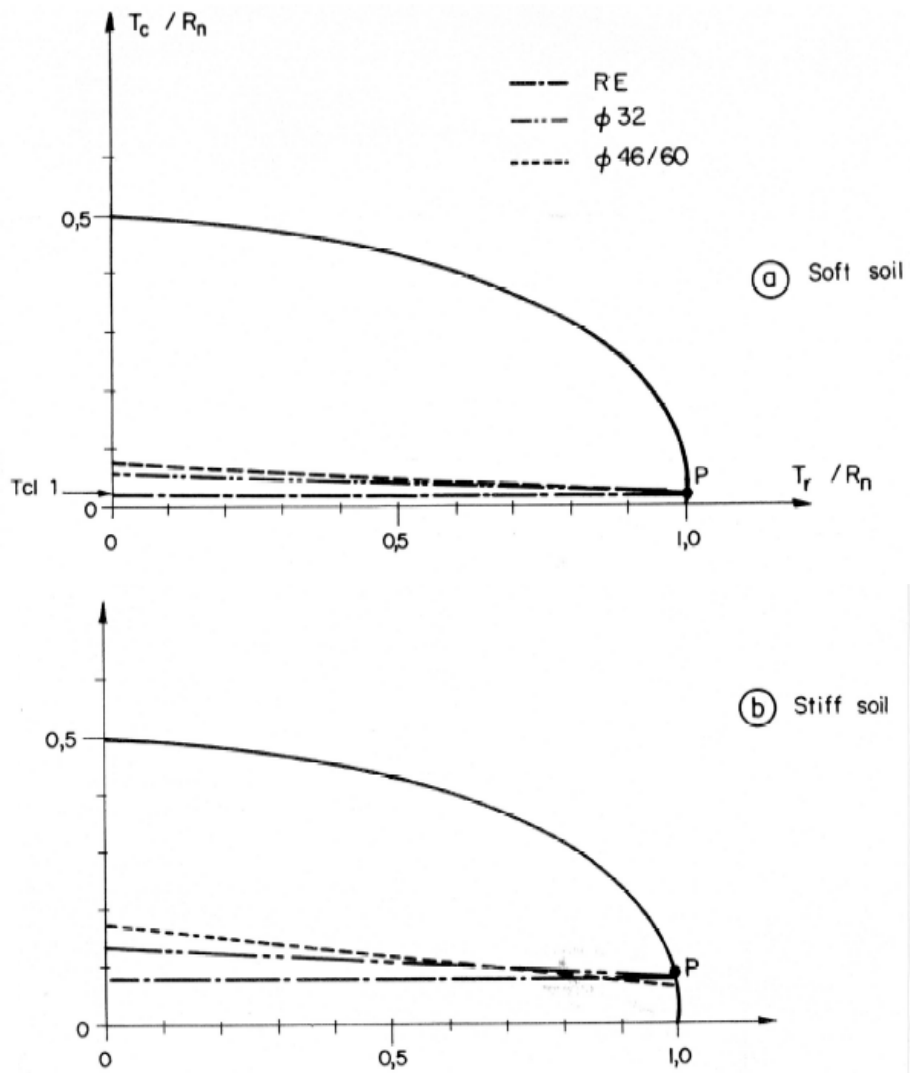 T_c / R_n
RE
ϕ 32
ϕ 46/60
0,5
ⓐ Soft soil
Tcl 1
P
T_r / R_n
0
0
0,5
1,0
ⓑ Stiff soil
0,5
P
0
0
0,5
1,0